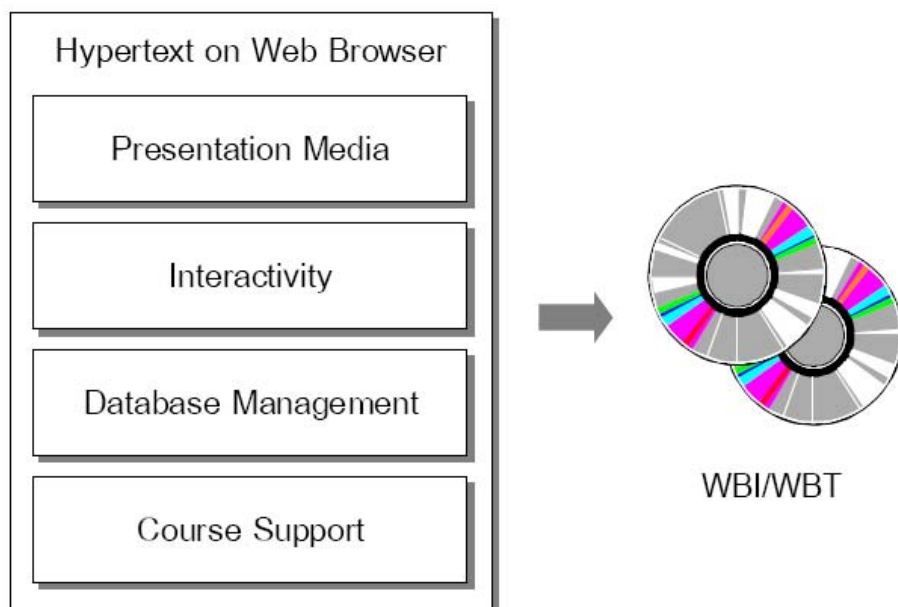 Hypertext on Web Browser
Presentation Media
Interactivity
Database Management
Course Support
WBI/WBT